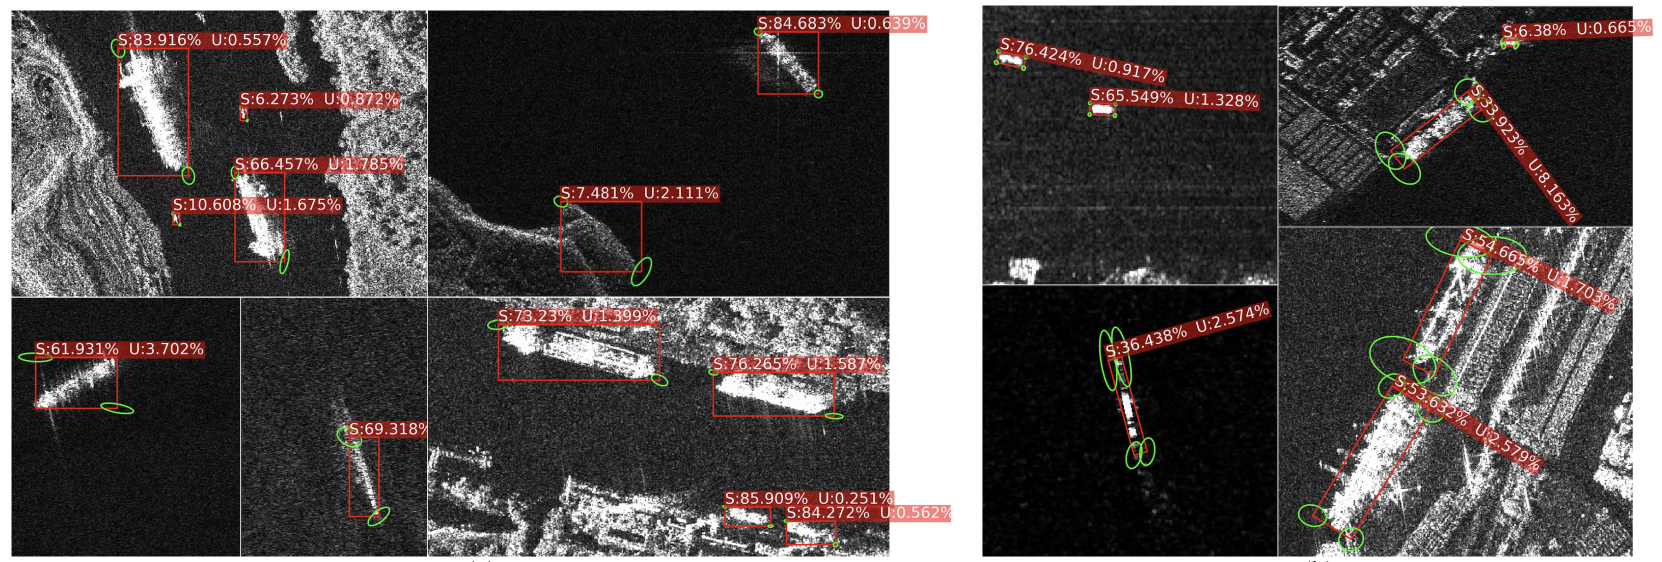 S:83.916% U:0.557%
S:6.273% U:0.872%
S:66.457% U:1.785%
S:10.608% U:1.675%
S:84.683% U:0.639%
S:7.481% U:2.111%
S:61.931% U:3.702%
S:69.318%
S:73.23% U:1.399%
S:76.265% U:1.587%
S:85.909% U:0.251%
S:84.272% U:0.562%
S:76.424% U:0.917%
S:65.549% U:1.328%
S:6.38% U:0.665%
S:33.923% U:8.163%
S:36.438% U:2.574%
S:54.665% U:1.703%
S:53.632% U:2.579%